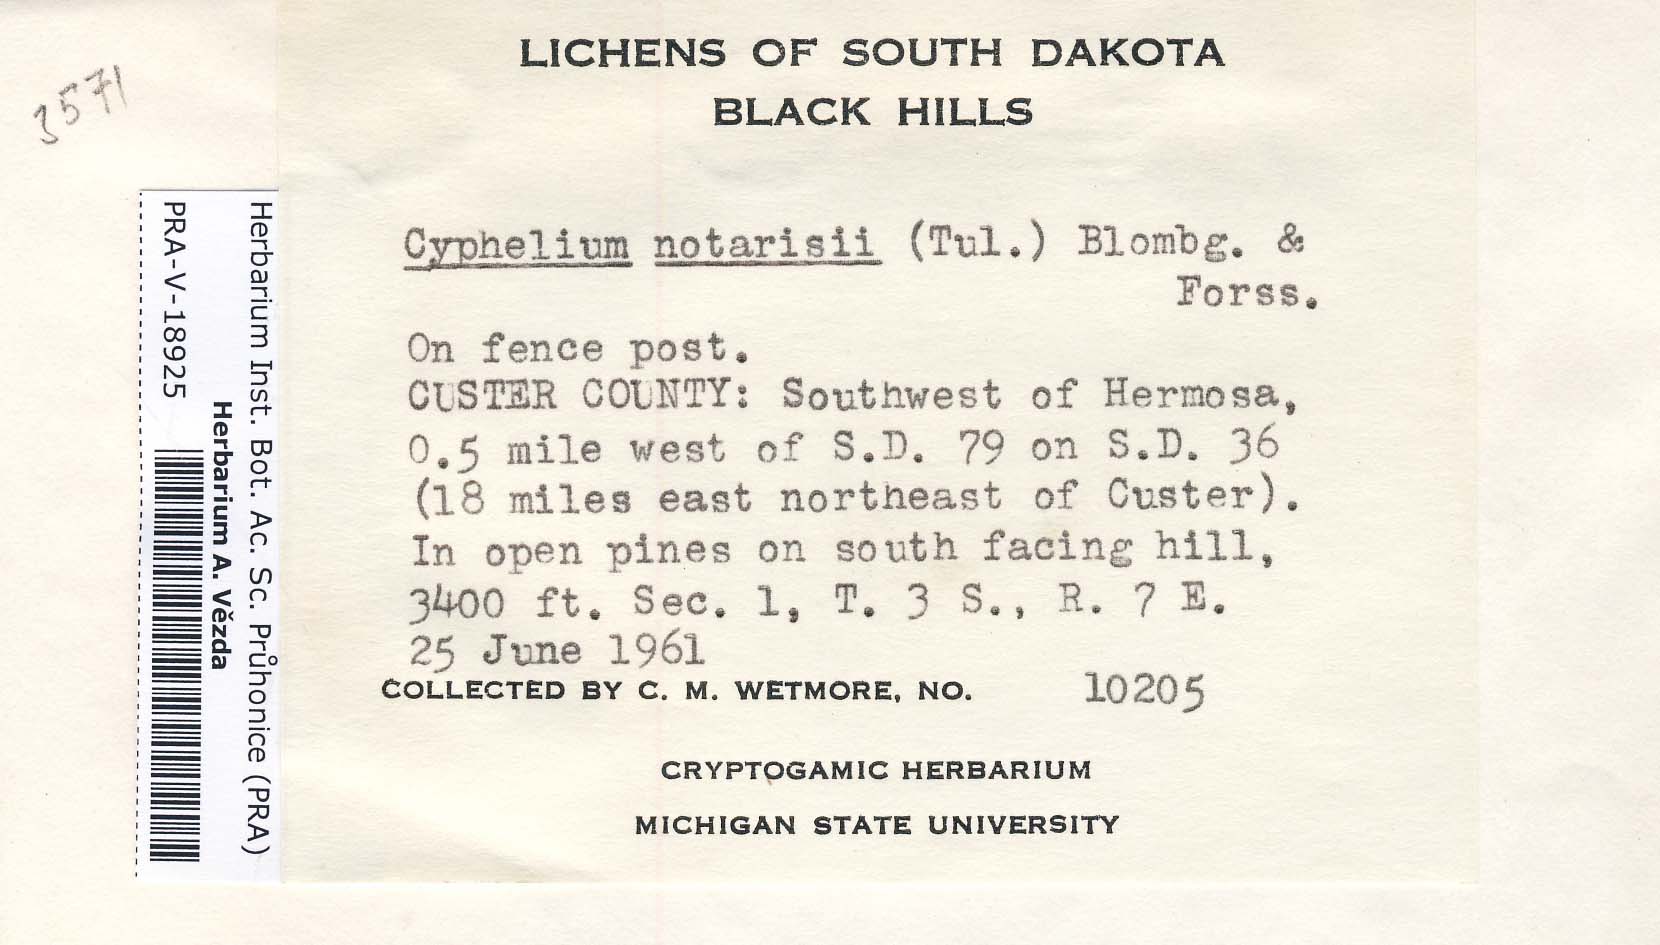 3571
LICHENS OF SOUTH DAKOTA
BLACK HILLS
Cyphelium notarisii (Tul.) Blombg. &
Forss.
On fence post.
CUSTER COUNTY: Southwest of Hermosa,
0.5 mile west of S.D. 79 on S.D. 36
(18 miles east northeast of Custer).
In open pines on south facing hill,
3400 ft. Sec. 1, T. 3 S., R. 7 E.
25 June 1961
COLLECTED BY C. M. WETMORE, NO. 10205
CRYPTOGAMIC HERBARIUM
MICHIGAN STATE UNIVERSITY
Herbarium Inst. Bot. Ac. Sc. Průhonice (PRA)
Herbarium A. Vězda
PRA-V-18925